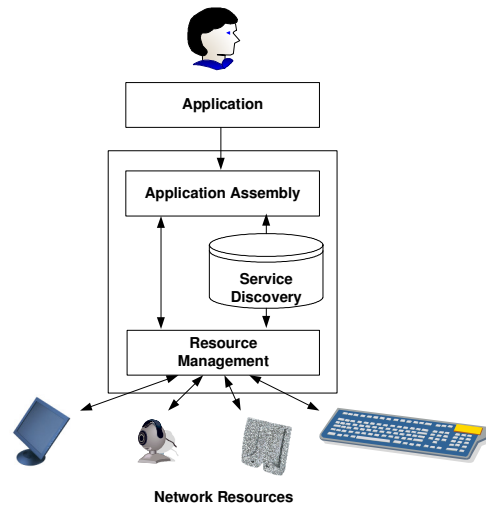 Application
Application Assembly
Service
Discovery
Resource
Management
Network Resources